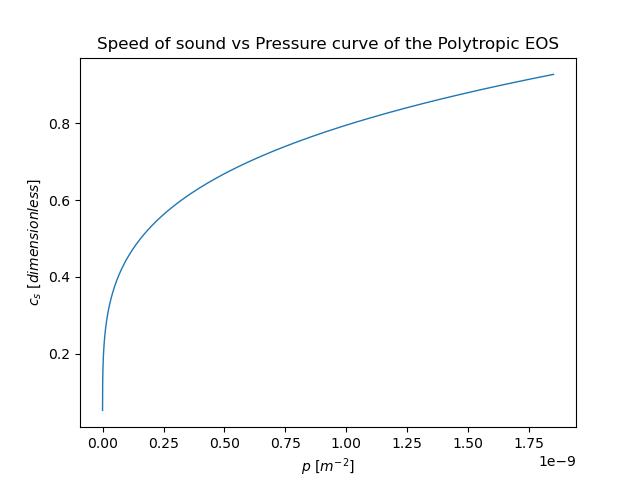 Speed of sound vs Pressure curve of the Polytropic EOS
0.8
0.6
0.4
0.2
c_s [dimensionless]
0.00 0.25 0.50 0.75 1.00 1.25 1.50 1.75
1e−9
p [m⁻²]